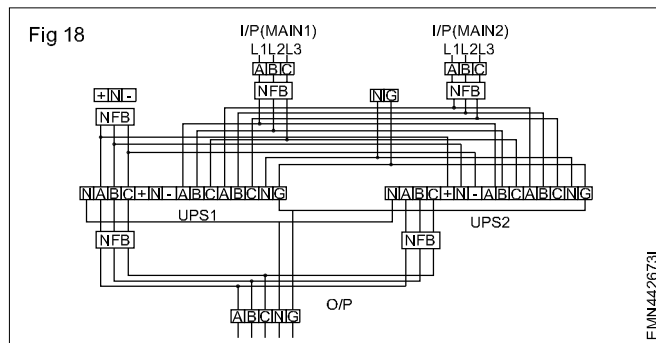 Fig 18
I/P(MAIN1)
I/P(MAIN2)
L1L2L3
L1L2L3
ABC
ABC
+N-
NFB
NFB
NG
NFB
NABC+N-ABCABCNG
NABC+N-ABCABCNG
UPS1
UPS2
NFB
NFB
O/P
ABCNG
EMN442673I